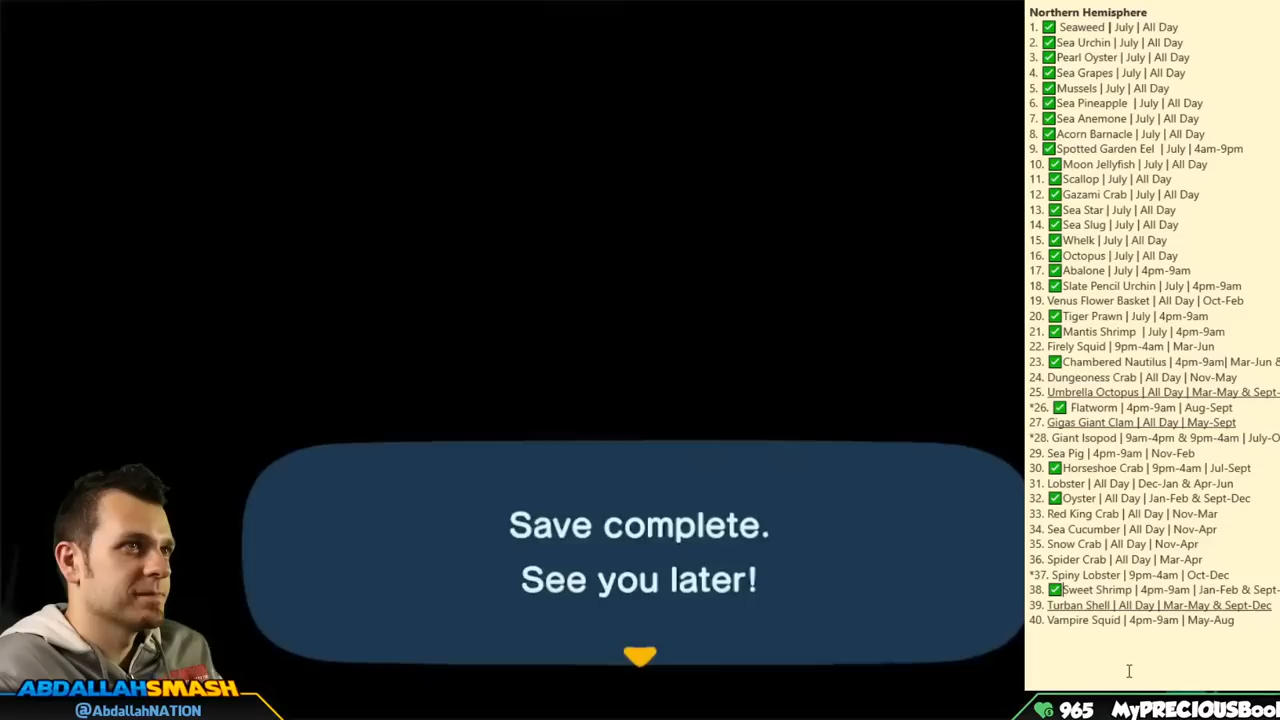 Northern Hemisphere
1. ✅ Seaweed | July | All Day
2. ✅Sea Urchin | July | All Day
3. ✅Pearl Oyster | July | All Day
4. ✅Sea Grapes | July | All Day
5. ✅Mussels | July | All Day
6. ✅Sea Pineapple | July | All Day
7. ✅Sea Anemone | July | All Day
8. ✅Acorn Barnacle | July | All Day
9. ✅Spotted Garden Eel | July | 4am-9pm
10. ✅Moon Jellyfish | July | All Day
11. ✅Scallop | July | All Day
12. ✅Gazami Crab | July | All Day
13. ✅Sea Star | July | All Day
14. ✅Sea Slug | July | All Day
15. ✅Whelk | July | All Day
16. ✅Octopus | July | All Day
17. ✅Abalone | July | 4pm-9am
18. ✅Slate Pencil Urchin | July | 4pm-9am
19. Venus Flower Basket | All Day | Oct-Feb
20. ✅Tiger Prawn | July | 4pm-9am
21. ✅Mantis Shrimp | July | 4pm-9am
22. Firely Squid | 9pm-4am | Mar-Jun
23. ✅Chambered Nautilus | 4pm-9am| Mar-Jun &
24. Dungeoness Crab | All Day | Nov-May
25. Umbrella Octopus | All Day | Mar-May & Sept-
*26. ✅ Flatworm | 4pm-9am | Aug-Sept
27. Gigas Giant Clam | All Day | May-Sept
*28. Giant Isopod | 9am-4pm & 9pm-4am | July-O
29. Sea Pig | 4pm-9am | Nov-Feb
30. ✅Horseshoe Crab | 9pm-4am | Jul-Sept
31. Lobster | All Day | Dec-Jan & Apr-Jun
32. ✅Oyster | All Day | Jan-Feb & Sept-Dec
33. Red King Crab | All Day | Nov-Mar
34. Sea Cucumber | All Day | Nov-Apr
35. Snow Crab | All Day | Nov-Apr
36. Spider Crab | All Day | Mar-Apr
*37. Spiny Lobster | 9pm-4am | Oct-Dec
38. ✅Sweet Shrimp | 4pm-9am | Jan-Feb & Sept-
39. Turban Shell | All Day | Mar-May & Sept-Dec
40. Vampire Squid | 4pm-9am | May-Aug
Save complete.
See you later!
ABDALLAHSMASH
@AbdallahNATION
965 MyPRECIOUSBoo